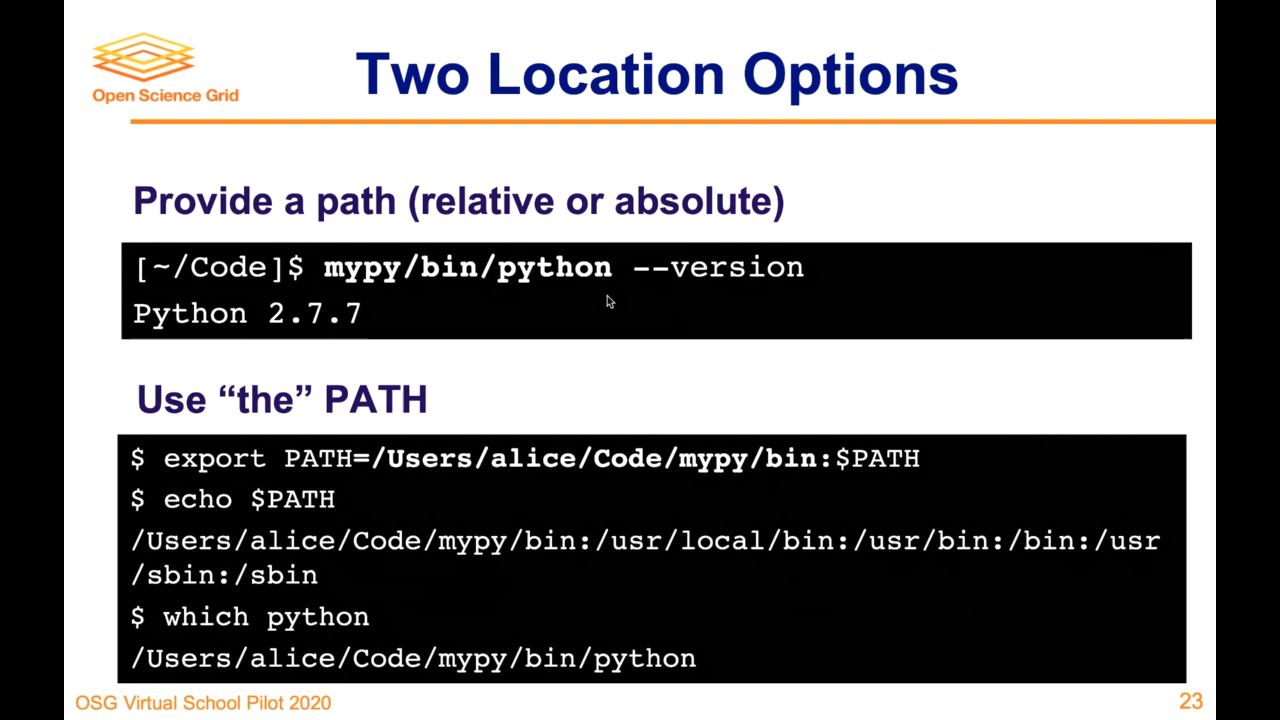 Open Science Grid
Two Location Options
Provide a path (relative or absolute)
[~/Code]$ mypy/bin/python --version
Python 2.7.7
Use “the” PATH
$ export PATH=/Users/alice/Code/mypy/bin:$PATH
$ echo $PATH
/Users/alice/Code/mypy/bin:/usr/local/bin:/usr/bin:/bin:/usr
/sbin:/sbin
$ which python
/Users/alice/Code/mypy/bin/python
OSG Virtual School Pilot 2020
23